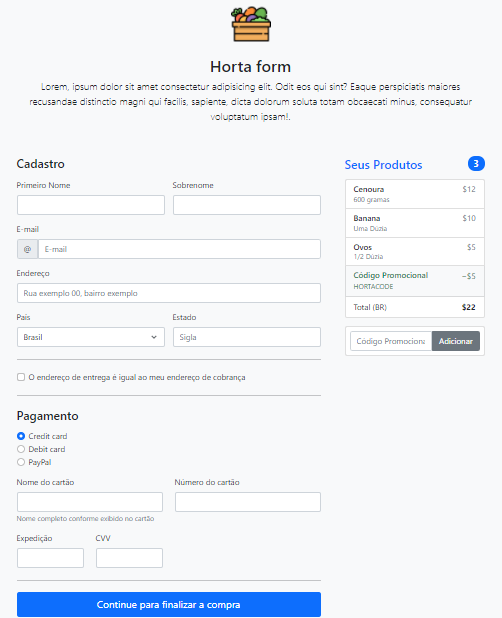 Horta form
Lorem, ipsum dolor sit amet consectetur adipisicing elit. Odit eos qui sint? Eaque perspiciatis maiores
recusandae distinctio magni qui facilis, sapiente, dicta dolorum soluta totam obcaecati minus, consequatur
voluptatum ipsam!.
Cadastro
Primeiro Nome Sobrenome
E-mail
@ E-mail
Endereço
Rua exemplo 00, bairro exemplo
País Estado
Brasil Sigla
O endereço de entrega é igual ao meu endereço de cobrança
Pagamento
Credit card
Debit card
PayPal
Nome do cartão Número do cartão
Nome completo conforme exibido no cartão
Expedição CVV
Continue para finalizar a compra
Seus Produtos 3
Cenoura $12
600 gramas
Banana $10
Uma Dúzia
Ovos $5
1/2 Dúzia
Código Promocional −$5
HORTACODE
Total (BR) $22
Código Promociona Adicionar